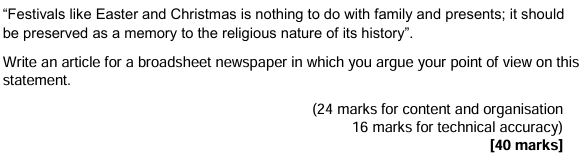 “Festivals like Easter and Christmas is nothing to do with family and presents; it should
be preserved as a memory to the religious nature of its history”.
Write an article for a broadsheet newspaper in which you argue your point of view on this
statement.
(24 marks for content and organisation
16 marks for technical accuracy)
[40 marks]